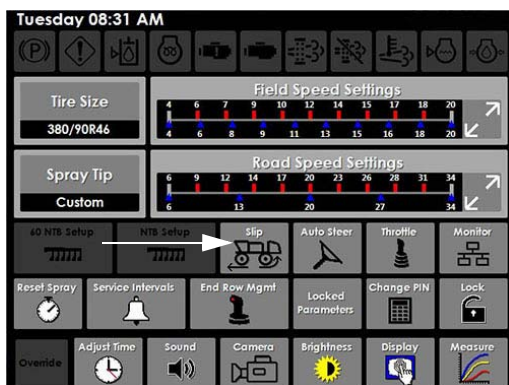 Tuesday 08:31 AM
Tire Size
380/90R46
Field Speed Settings
4 6 7 9 10 12 14 15 17 18 20
4 6 8 9 11 13 15 16 18 20
Spray Tip
Custom
Road Speed Settings
6 9 12 14 17 20 23 26 28 31 34
6 13 20 27 34
60 NTB Setup
NTB Setup
Slip
Auto Steer
Throttle
Monitor
Reset Spray
Service Intervals
End Row Mgmt
Locked
Parameters
Change PIN
Lock
Override
Adjust Time
Sound
Camera
Brightness
Display
Measure